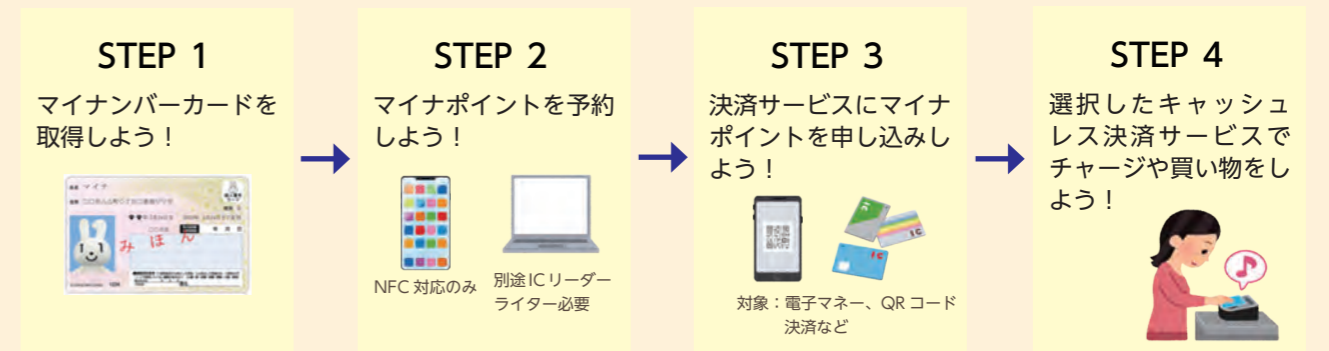 STEP 1
マイナンバーカードを
取得しよう！
マイナ
みほん
STEP 2
マイナポイントを予約
しよう！
NFC 対応のみ
別途ICリーダー
ライター必要
STEP 3
決済サービスにマイナ
ポイントを申し込みし
よう！
IC
IC
対象：電子マネー、QR コード
決済など
STEP 4
選択したキャッシュ
レス決済サービスで
チャージや買い物をし
よう！